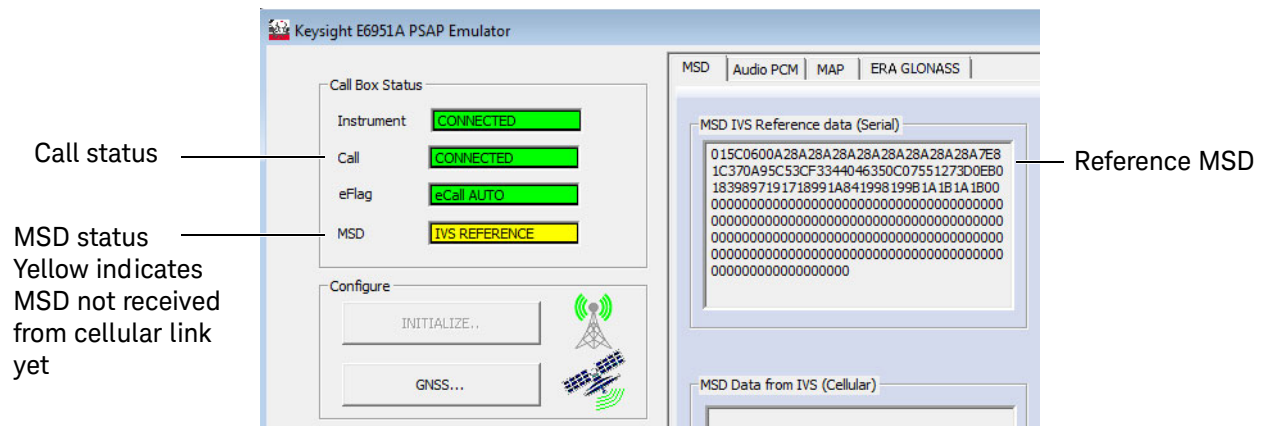 Keysight E6951A PSAP Emulator
Call Box Status
Instrument CONNECTED
Call CONNECTED
eFlag eCall AUTO
MSD IVS REFERENCE
Configure
INITIALIZE..
GNSS...
MSD Audio PCM MAP ERA GLONASS
MSD IVS Reference data (Serial)
015C0600A28A28A28A28A28A28A28A28A7E8
1C370A95C53CF3344046350C07551273D0EB0
1839897191718991A841998199B1A1B1A1B00
000000000000000000000000000000000000
000000000000000000000000000000000000
000000000000000000000000000000000000
000000000000000000000000000000000000
00000000000000000
MSD Data from IVS (Cellular)
Call status
MSD status
Yellow indicates
MSD not received
from cellular link
yet
Reference MSD